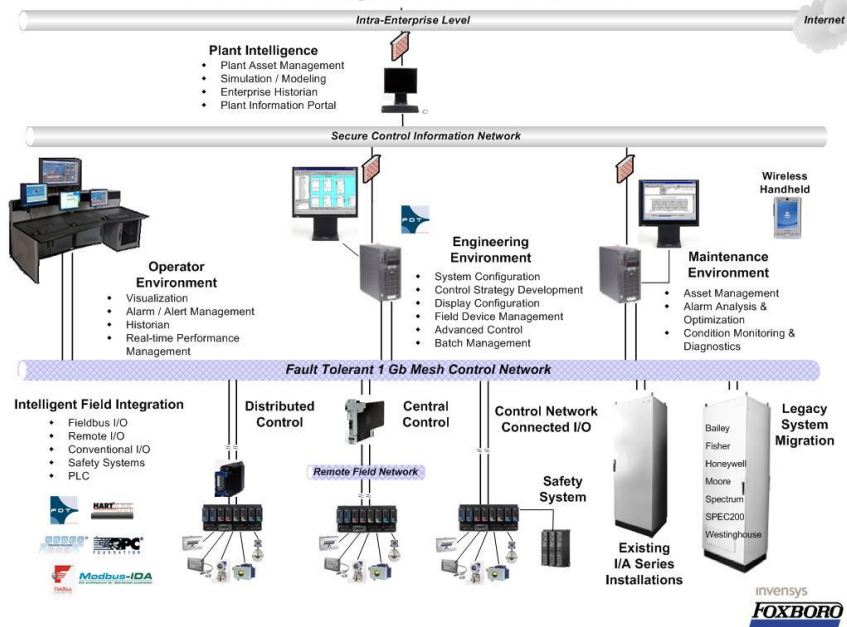 Intra-Enterprise Level
Internet
Plant Intelligence
Plant Asset Management
Simulation / Modeling
Enterprise Historian
Plant Information Portal
Secure Control Information Network
Wireless
Handheld
FDT
Operator
Environment
Visualization
Alarm / Alert Management
Historian
Real-time Performance
Management
Engineering
Environment
System Configuration
Control Strategy Development
Display Configuration
Field Device Management
Advanced Control
Batch Management
Maintenance
Environment
Asset Management
Alarm Analysis &
Optimization
Condition Monitoring &
Diagnostics
Fault Tolerant 1 Gb Mesh Control Network
Intelligent Field Integration
Fieldbus I/O
Remote I/O
Conventional I/O
Safety Systems
PLC
Distributed
Control
Central
Control
Control Network
Connected I/O
Legacy
System
Migration
Bailey
Fisher
Honeywell
Moore
Spectrum
SPEC200
Westinghouse
Remote Field Network
Safety
System
FDT
HART
OPC
FOUNDATION
Fieldbus
Modbus-IDA
Existing
I/A Series
Installations
invensys
FOXBORO